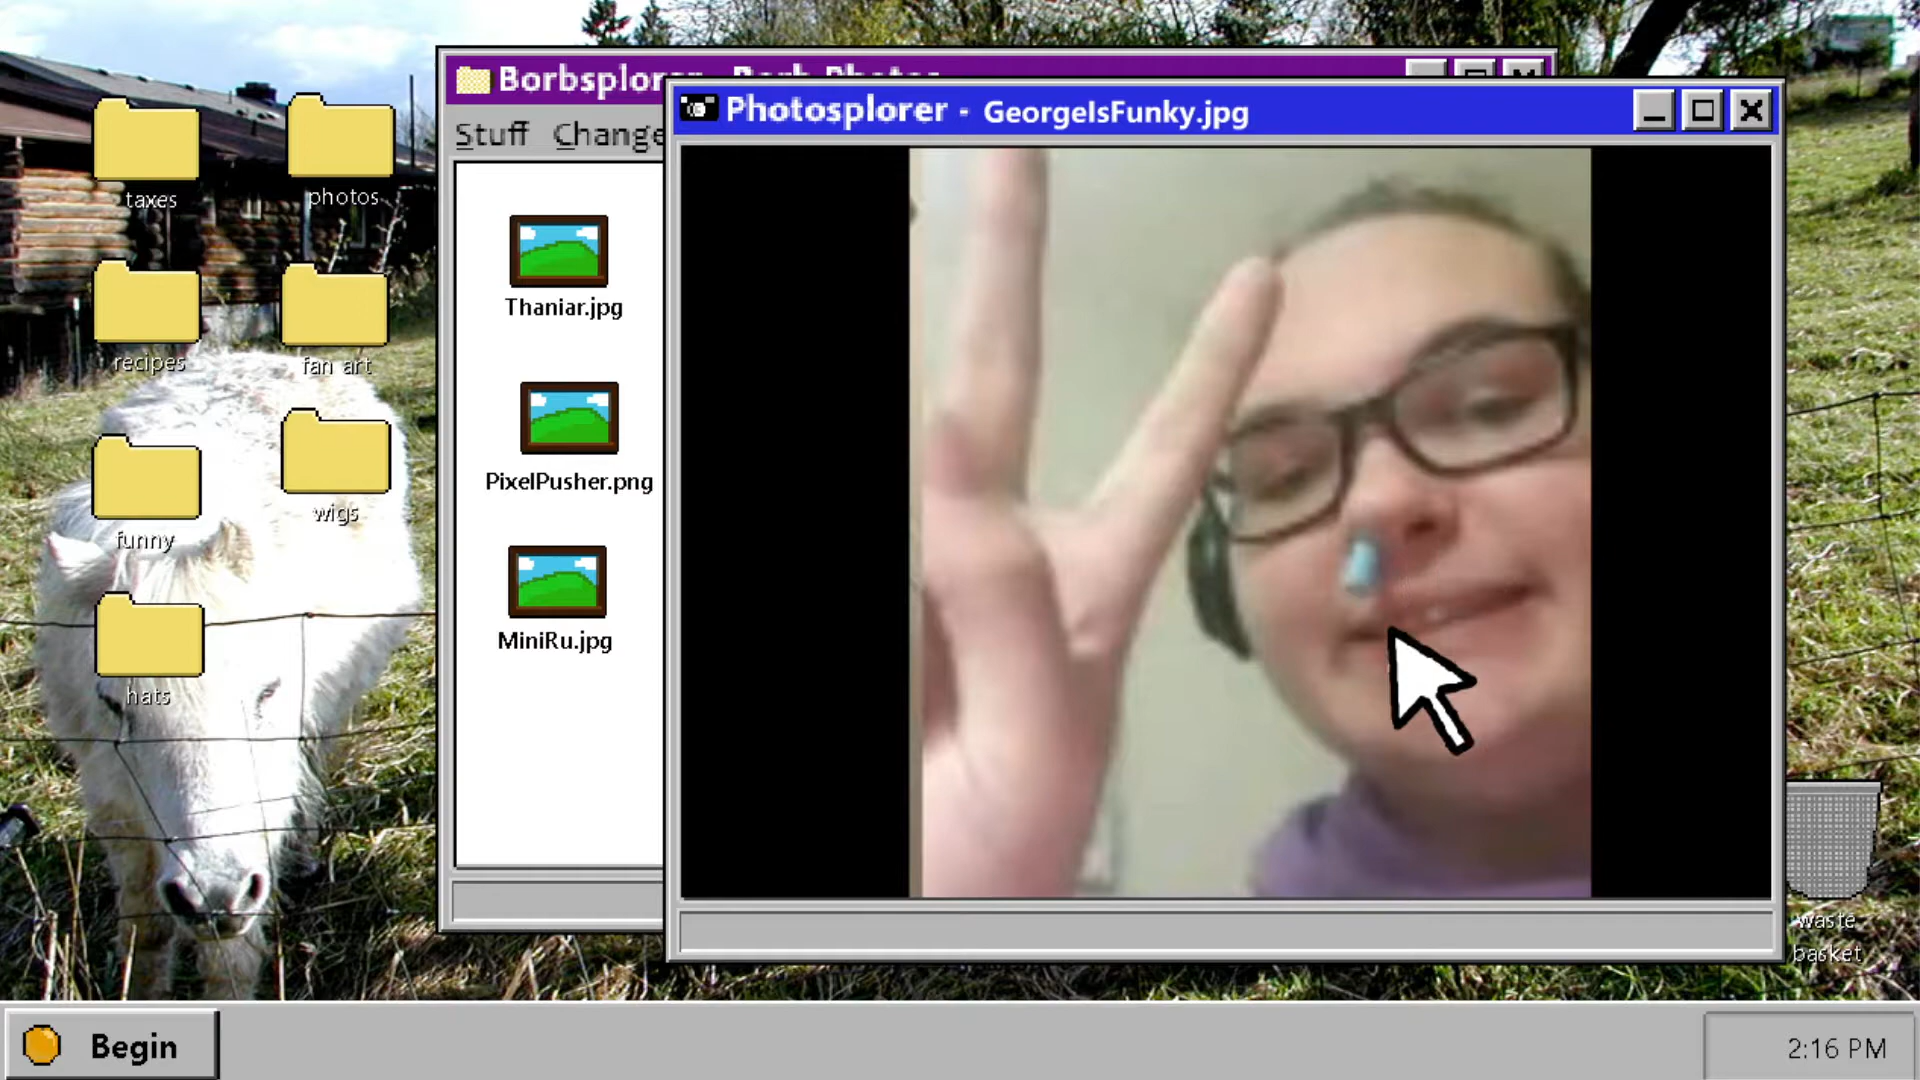 taxes
photos
recipes
fan art
funny
wigs
hats
Stuff Change
Thaniar.jpg
PixelPusher.png
MiniRu.jpg
Photosplorer - GeorgeIsFunky.jpg
waste
basket
Begin
2:16 PM